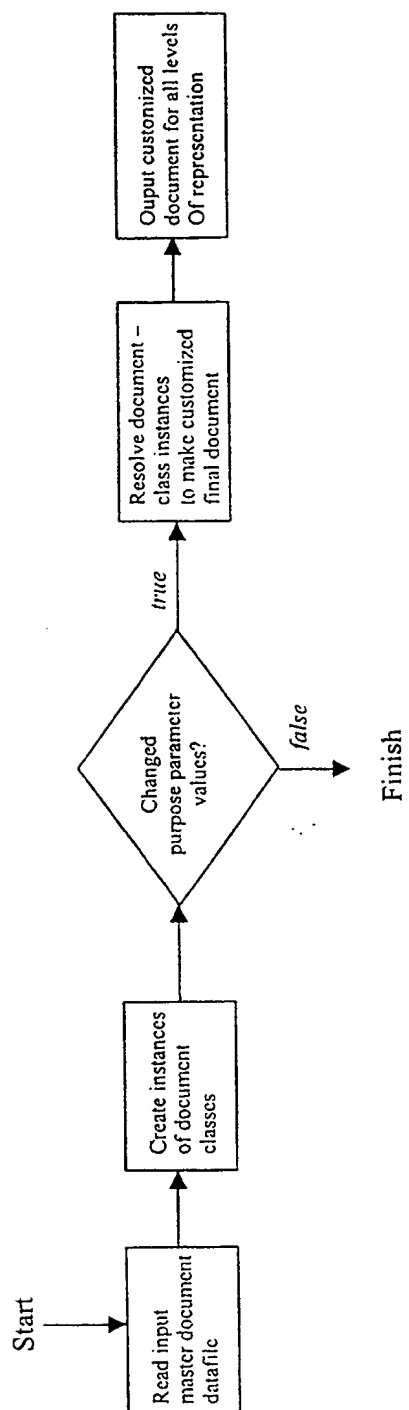 Start
Read input
master document
datafile
Create instances
of document
classes
Changed
purpose parameter
values?
true
false
Finish
Resolve document –
class instances
to make customized
final document
Ouput customized
document for all levels
Of representation